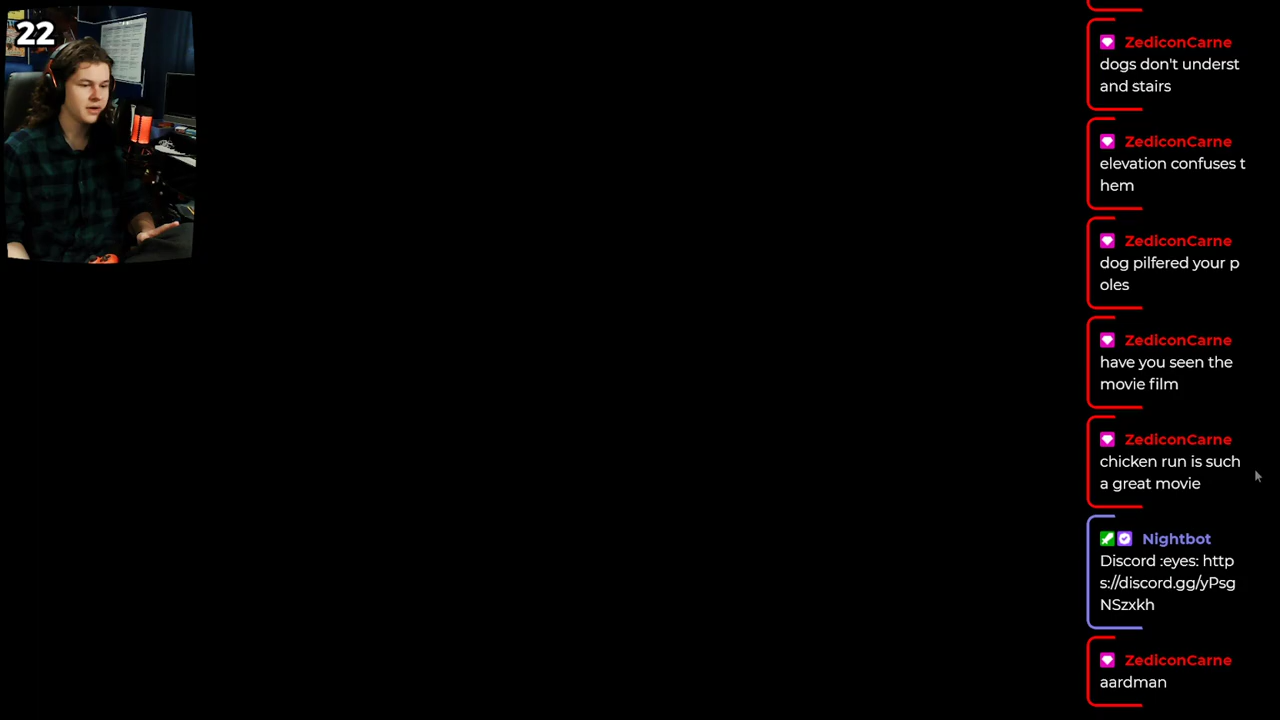 22
ZediconCarne
dogs don't underst
and stairs
ZediconCarne
elevation confuses t
hem
ZediconCarne
dog pilfered your p
oles
ZediconCarne
have you seen the
movie film
ZediconCarne
chicken run is such
a great movie
Nightbot
Discord :eyes: http
s://discord.gg/yPsg
NSzxkh
ZediconCarne
aardman